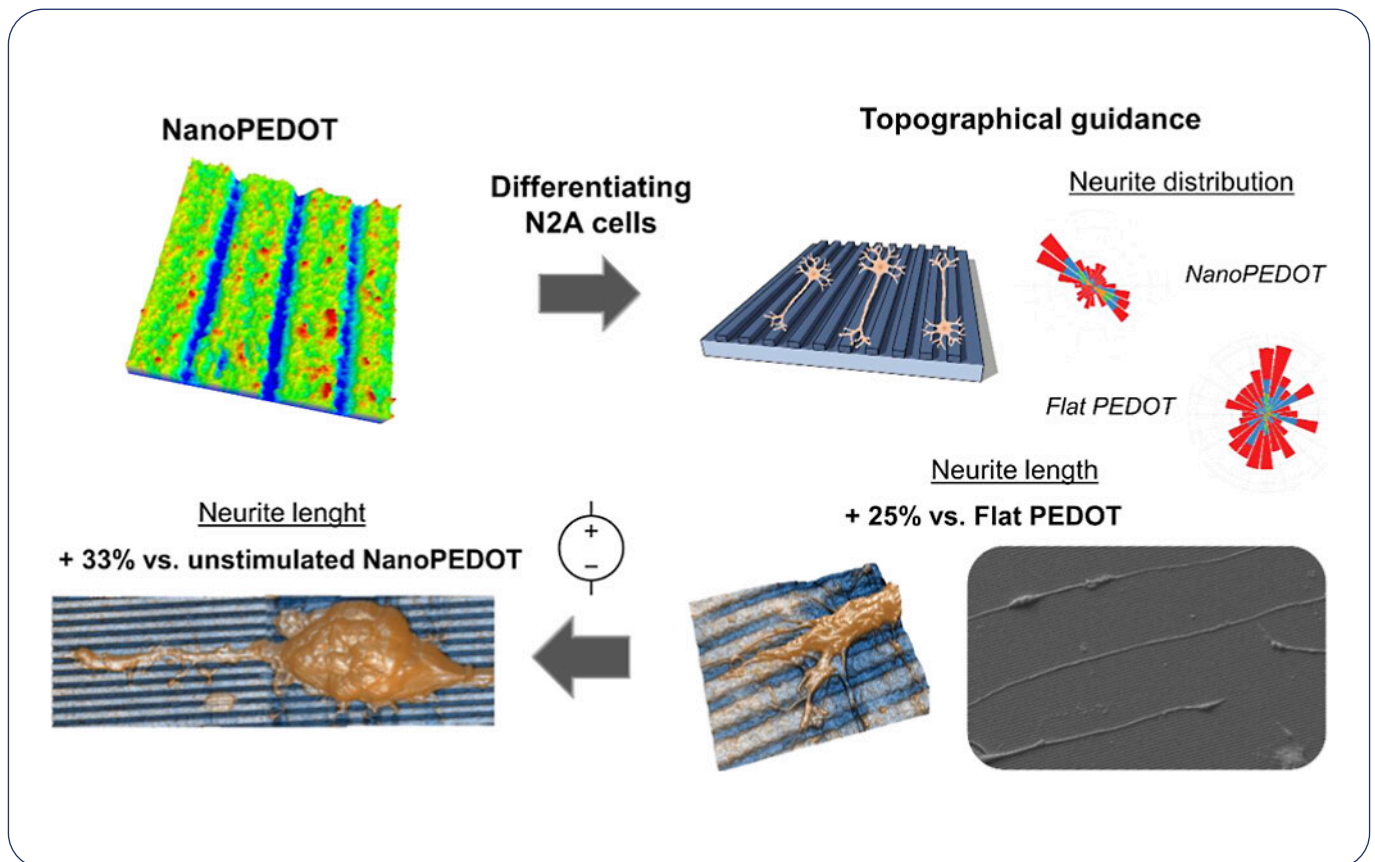 NanoPEDOT
Differentiating
N2A cells
Topographical guidance
Neurite distribution
NanoPEDOT
Flat PEDOT
Neurite length
+ 25% vs. Flat PEDOT
Neurite lenght
+ 33% vs. unstimulated NanoPEDOT
+
−